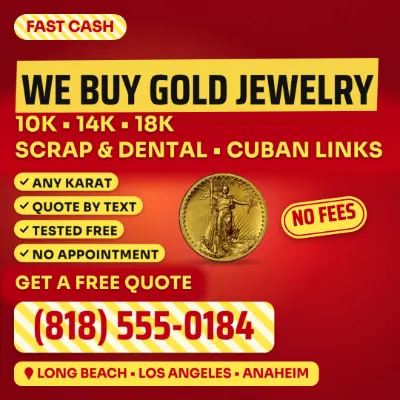 FAST CASH
WE BUY GOLD JEWELRY
10K ▪ 14K ▪ 18K
SCRAP & DENTAL ▪ CUBAN LINKS
✓ ANY KARAT
✓ QUOTE BY TEXT
✓ TESTED FREE
✓ NO APPOINTMENT
NO FEES
GET A FREE QUOTE
(818) 555-0184
LONG BEACH ▪ LOS ANGELES ▪ ANAHEIM